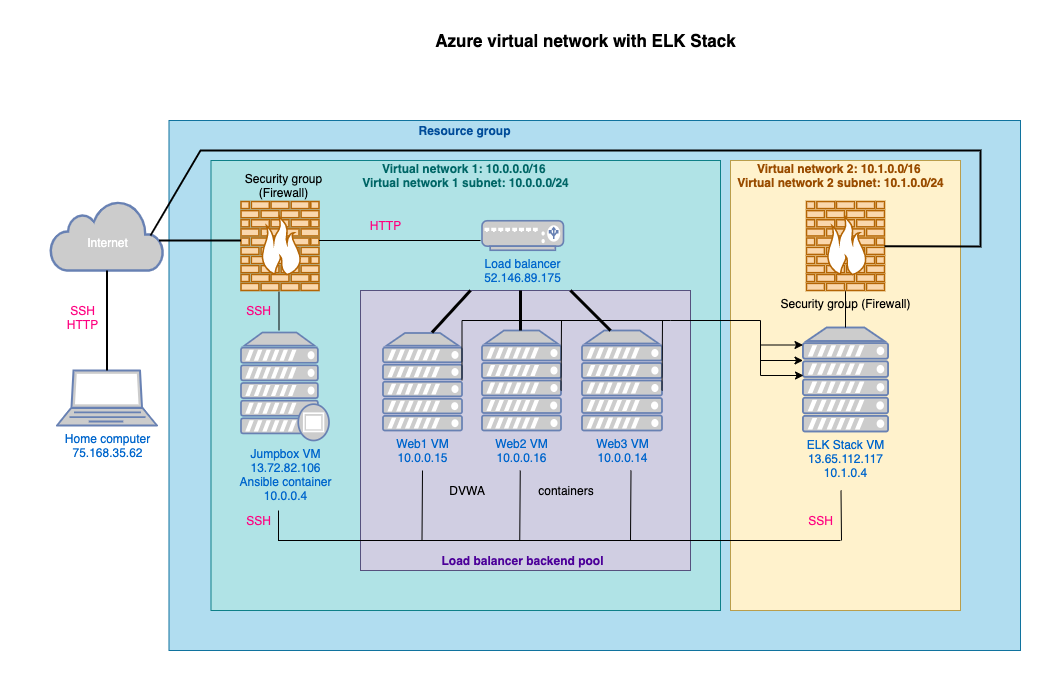 Azure virtual network with ELK Stack
Resource group
Virtual network 1: 10.0.0.0/16
Virtual network 1 subnet: 10.0.0.0/24
Virtual network 2: 10.1.0.0/16
Virtual network 2 subnet: 10.1.0.0/24
Security group
(Firewall)
Internet
HTTP
Load balancer
52.146.89.175
Security group (Firewall)
SSH
HTTP
SSH
Home computer
75.168.35.62
Jumpbox VM
13.72.82.106
Ansible container
10.0.0.4
Web1 VM
10.0.0.15
Web2 VM
10.0.0.16
Web3 VM
10.0.0.14
ELK Stack VM
13.65.112.117
10.1.0.4
DVWA
containers
SSH
SSH
Load balancer backend pool